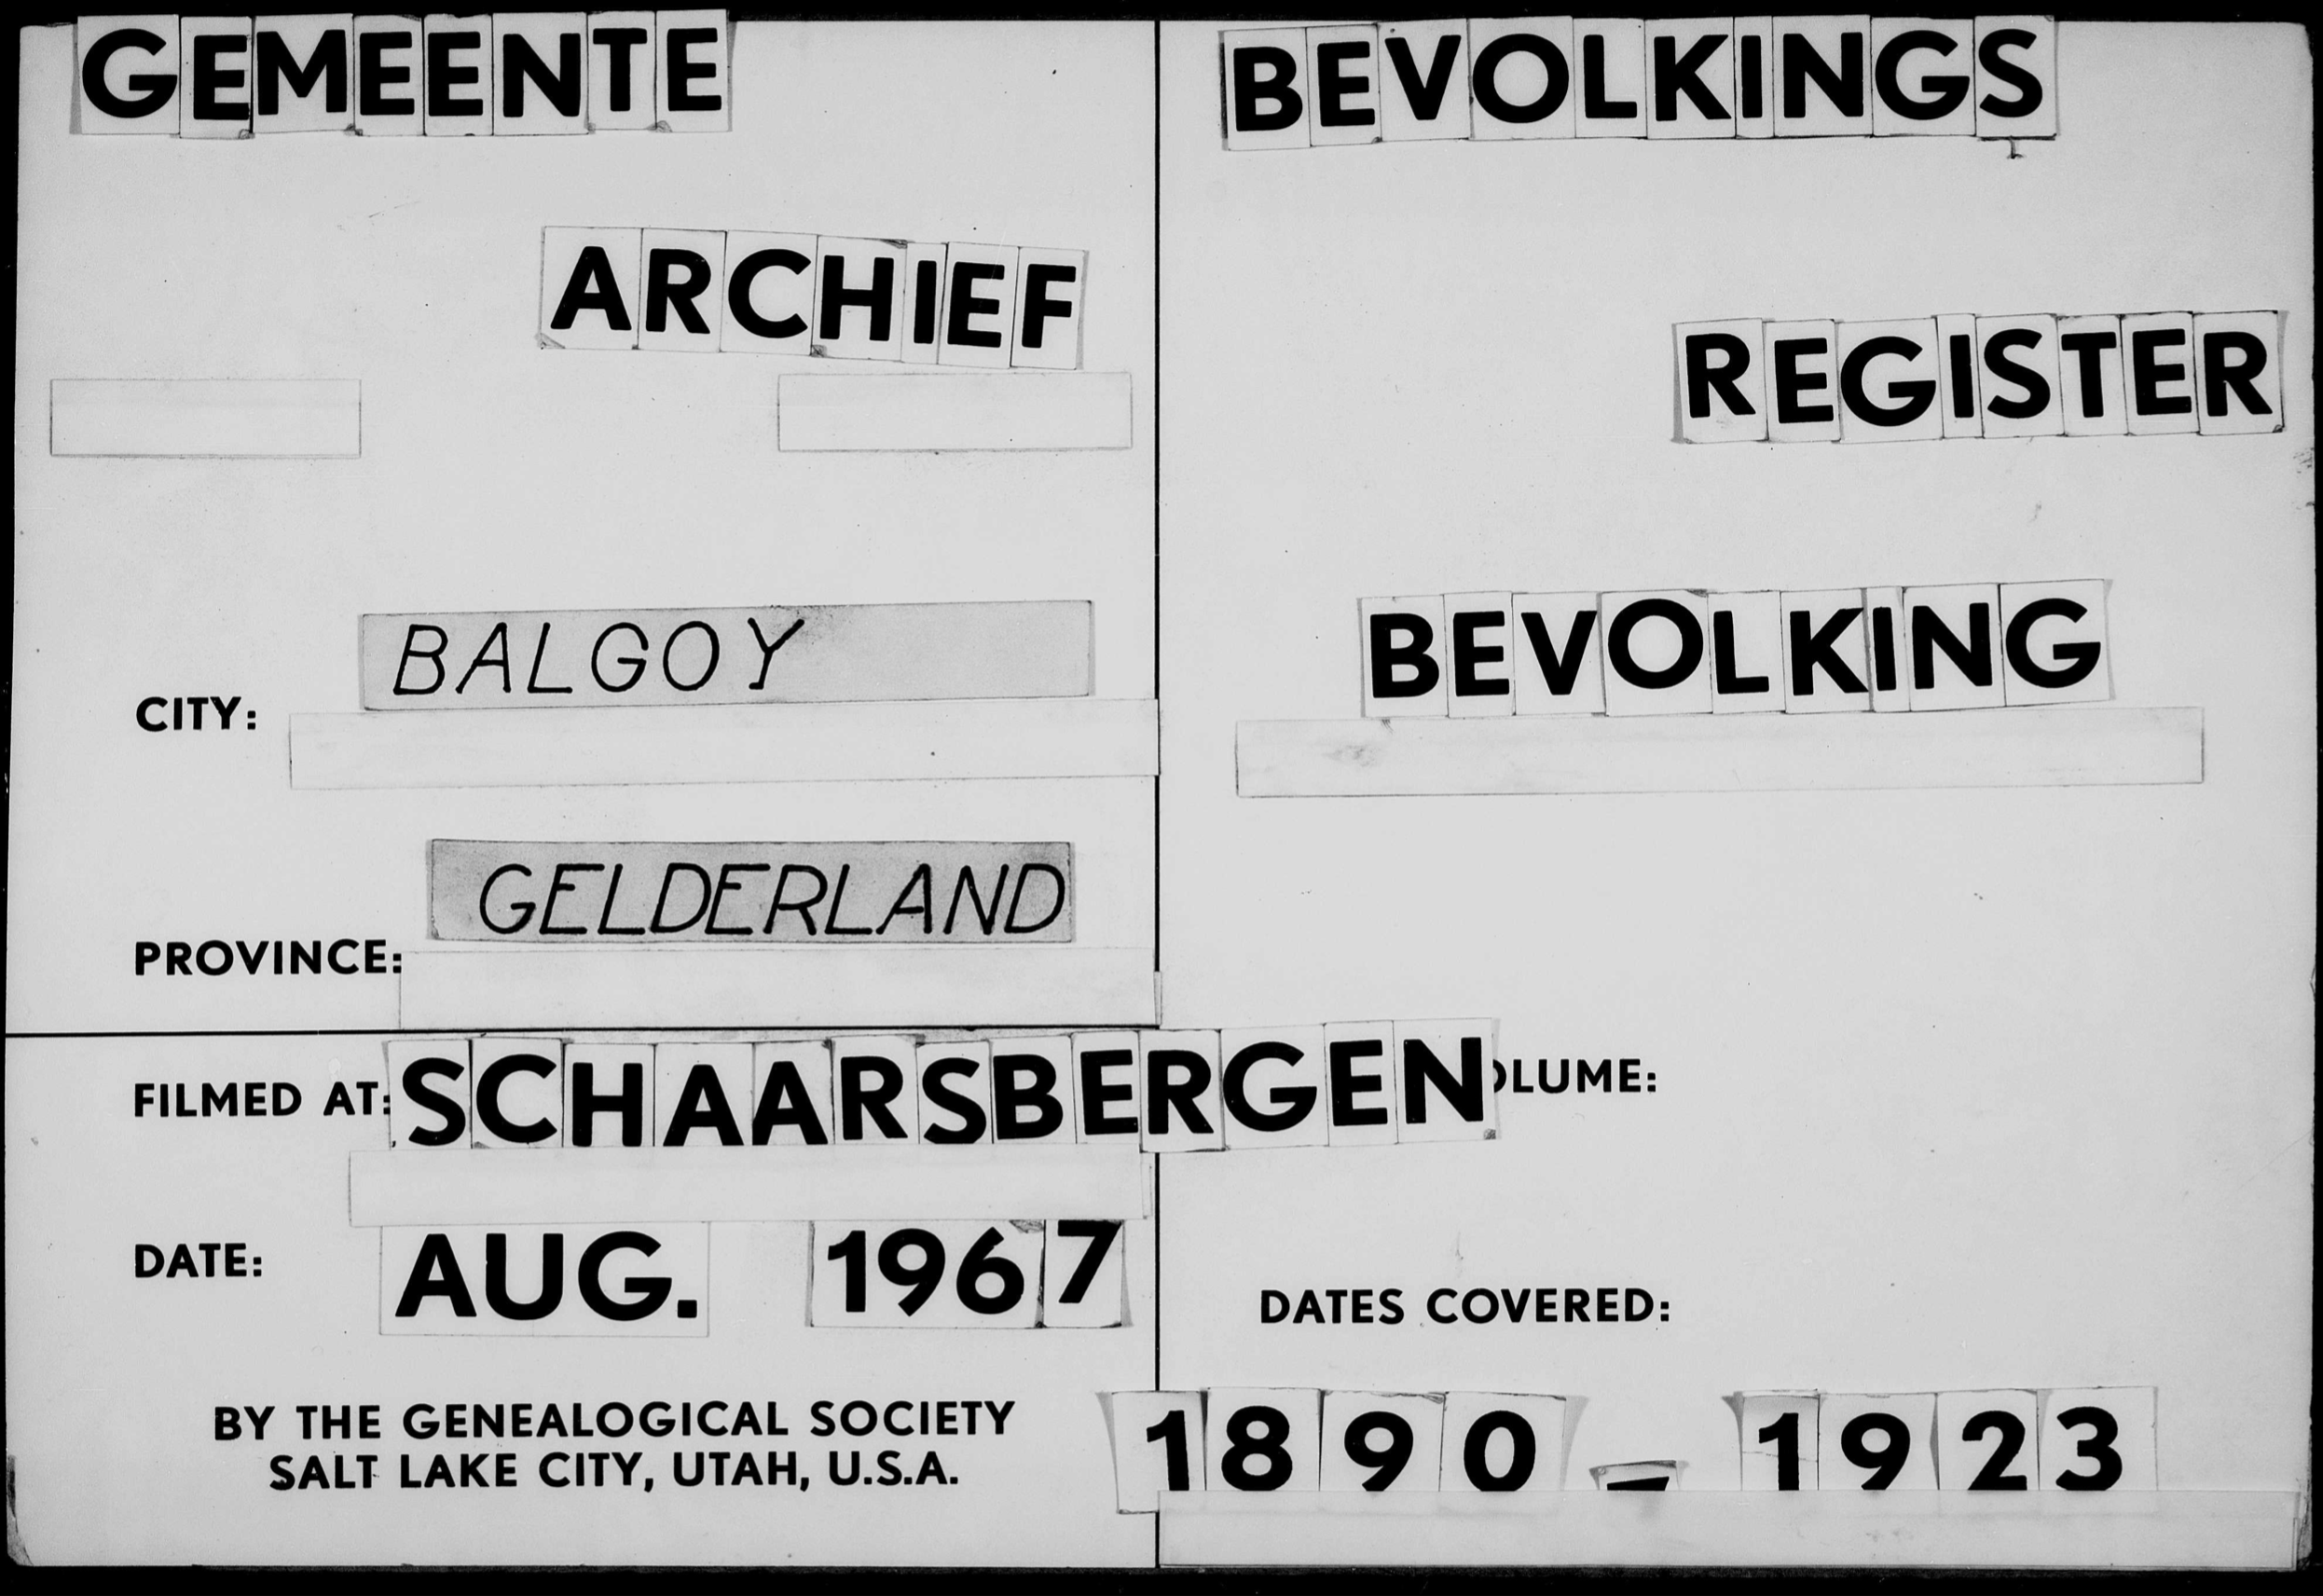 GEMEENTE
ARCHIEF
CITY: BALGOY
PROVINCE: GELDERLAND
FILMED AT: SCHAARSBERGEN
DATE: AUG. 1967
BY THE GENEALOGICAL SOCIETY
SALT LAKE CITY, UTAH, U.S.A.
BEVOLKINGS
REGISTER
BEVOLKING
OLUME:
DATES COVERED:
1890 - 1923